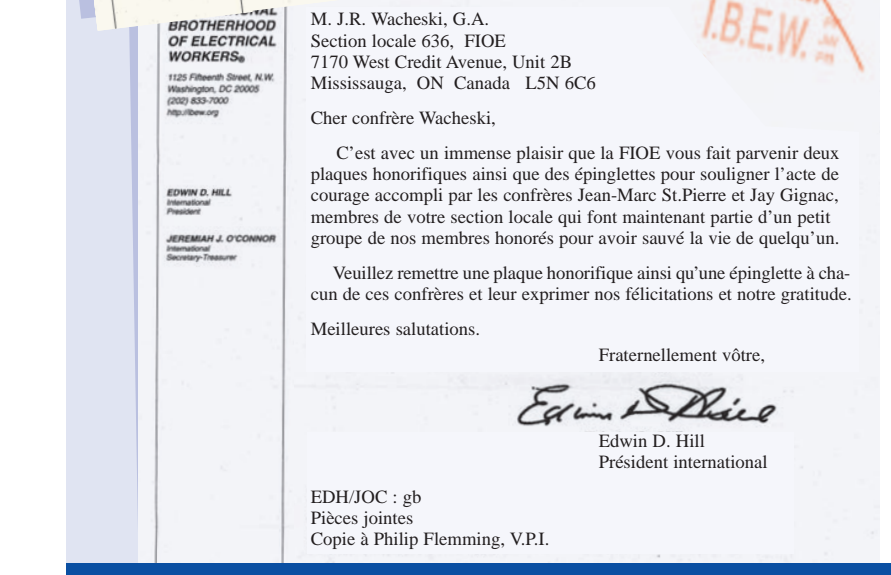 BROTHERHOOD
OF ELECTRICAL
WORKERS®
1125 Fifteenth Street, N.W.
Washington, DC 20005
(202) 833-7000
http://ibew.org
EDWIN D. HILL
International
President
JEREMIAH J. O'CONNOR
International
Secretary-Treasurer
I.B.E.W.
M. J.R. Wacheski, G.A.
Section locale 636, FIOE
7170 West Credit Avenue, Unit 2B
Mississauga, ON Canada L5N 6C6
Cher confrère Wacheski,
C’est avec un immense plaisir que la FIOE vous fait parvenir deux
plaques honorifiques ainsi que des épinglettes pour souligner l’acte de
courage accompli par les confrères Jean-Marc St.Pierre et Jay Gignac,
membres de votre section locale qui font maintenant partie d’un petit
groupe de nos membres honorés pour avoir sauvé la vie de quelqu’un.
Veuillez remettre une plaque honorifique ainsi qu’une épinglette à cha-
cun de ces confrères et leur exprimer nos félicitations et notre gratitude.
Meilleures salutations.
Fraternellement vôtre,
Edwin D. Hill
Edwin D. Hill
Président international
EDH/JOC : gb
Pièces jointes
Copie à Philip Flemming, V.P.I.